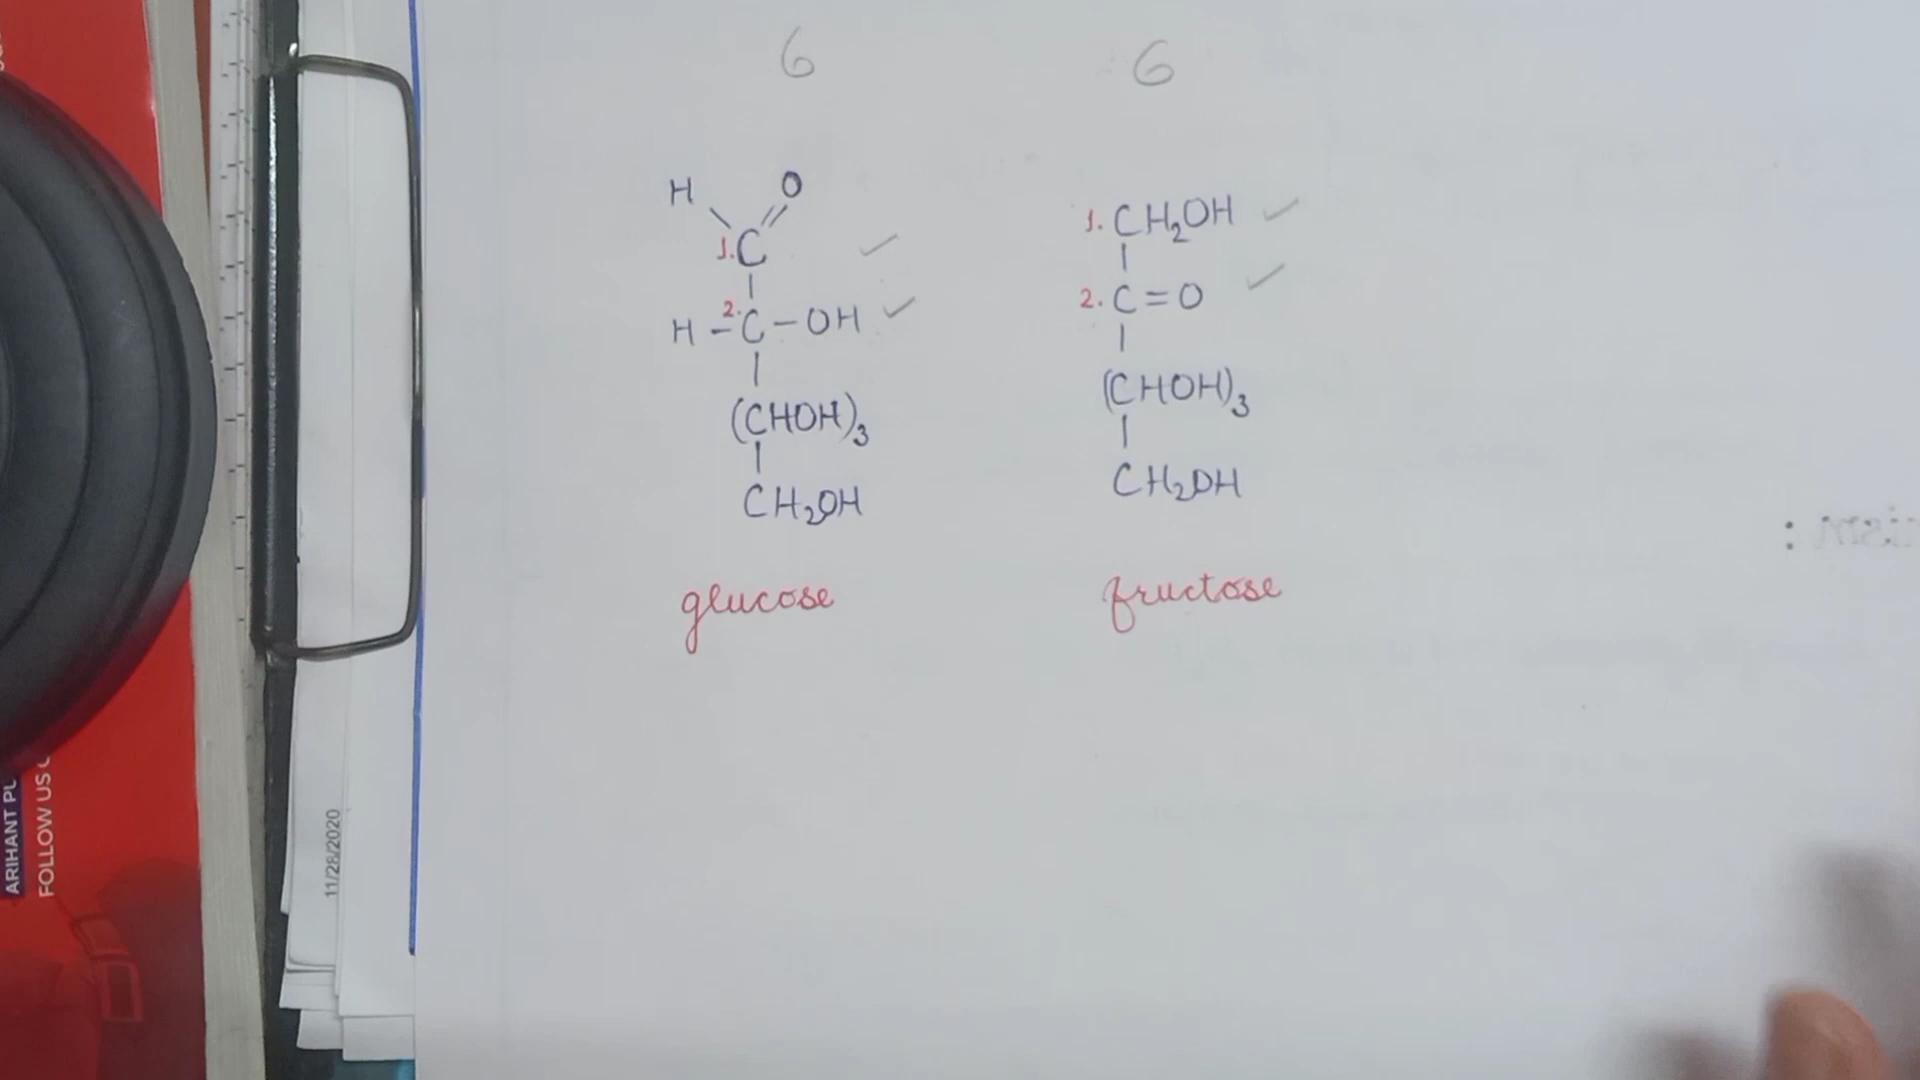 6 6
H O
1. C
H - 2. C - OH
(CHOH)3
CH2OH
glucose
1. CH2OH
2. C = O
(CHOH)3
CH2OH
fructose
11/28/2020
ARIHANT
FOLLOW US